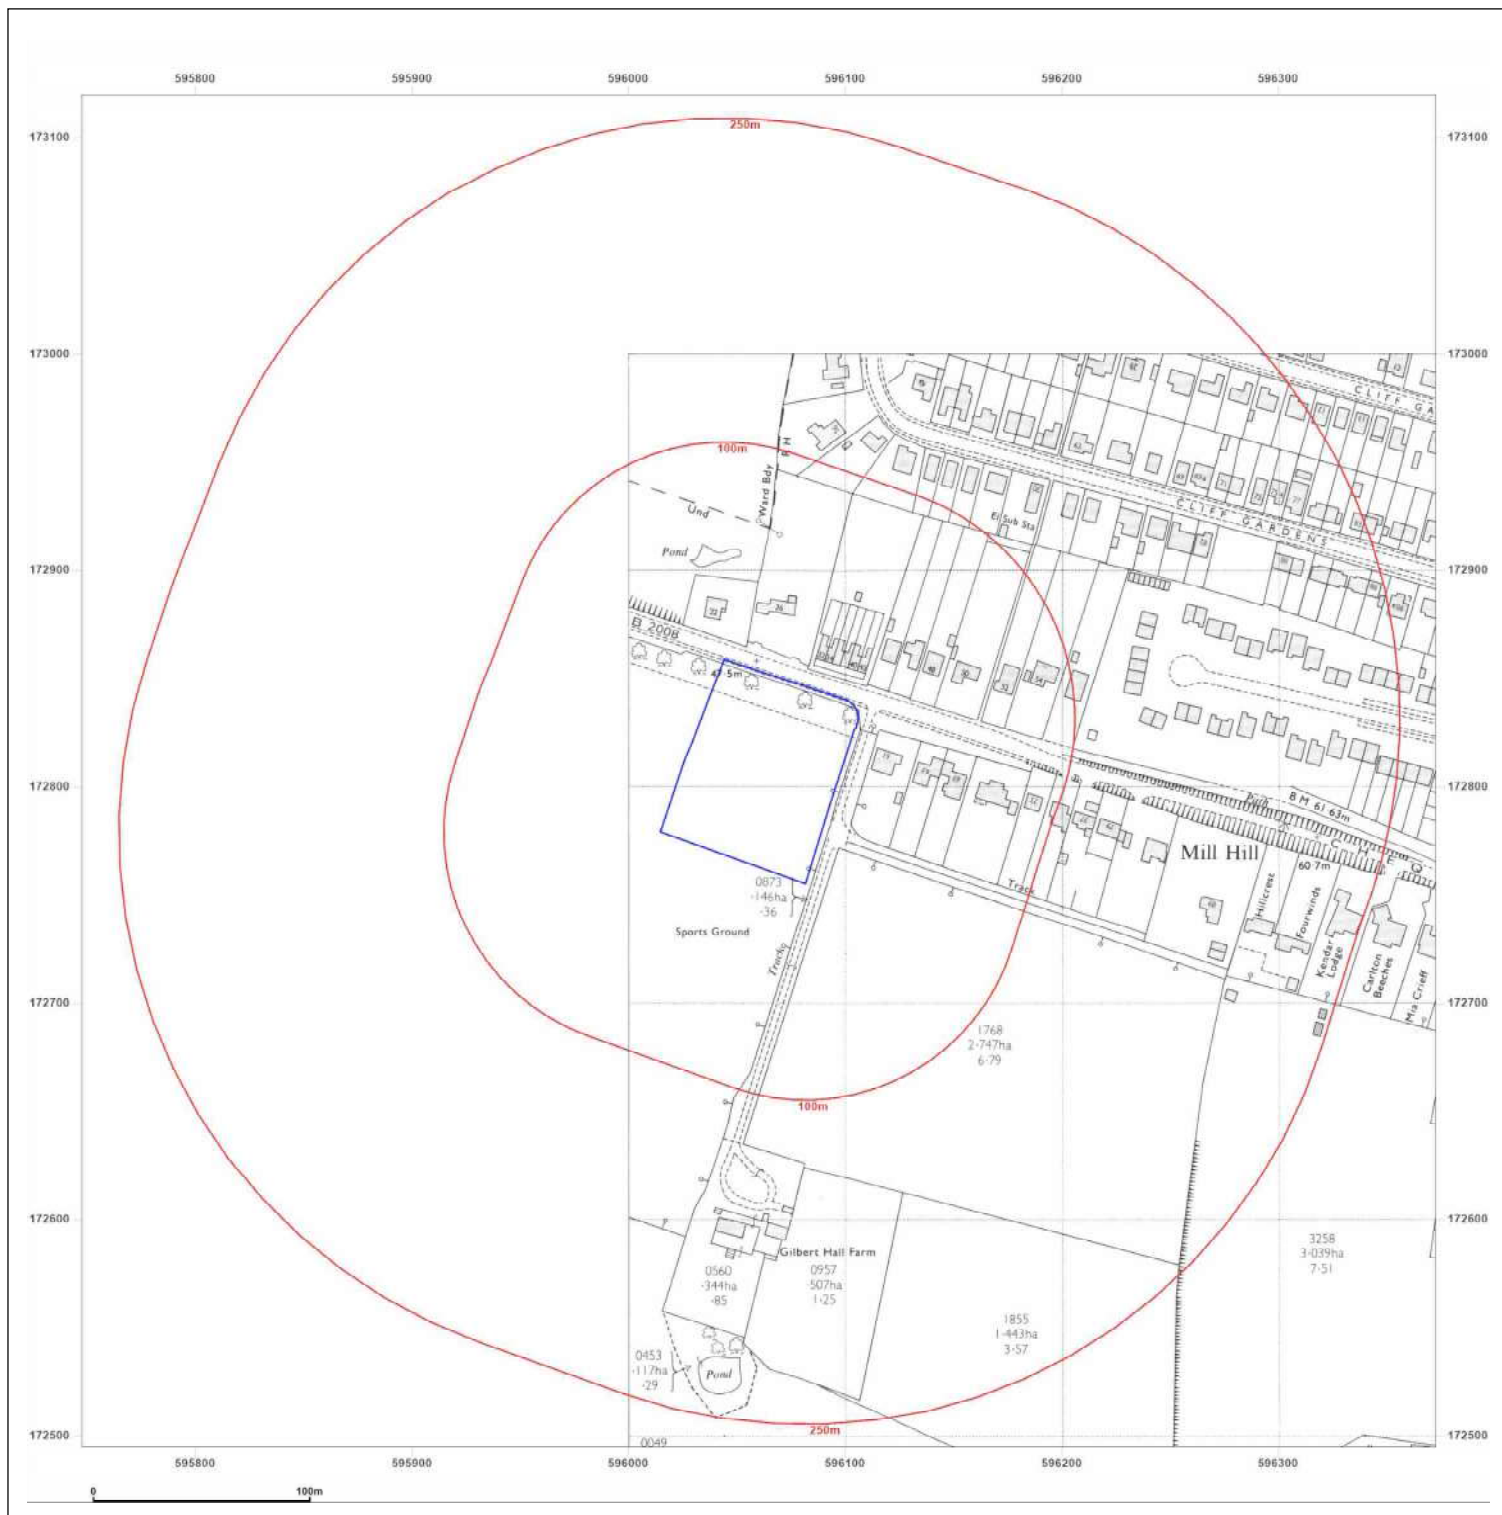 595800 595900 596000 596100 596200 596300
173100 173100
250m
173000 173000
CLIFF GA
100m
Ward Bdy
R H
Und
Pond
El Sub Sta
CLIFF GARDENS
172900 172900
B 2008
47·5m
172800 172800
B M 61·63m
Mill Hill
60·7m
CHEQ
Track
Hillcrest
Fourwinds
Kendar
Lodge
Carlton
Beeches
Mia Crieff
0873
·146ha
·36
Sports Ground
Track
172700 172700
1768
2·747ha
6·79
100m
172600 172600
Gilbert Hall Farm
0560
·344ha
·85
0957
·507ha
1·25
3258
3·039ha
7·51
1855
1·443ha
3·57
0453
·117ha
·29
Pond
250m
172500 172500
0049
595800 595900 596000 596100 596200 596300
0 100m